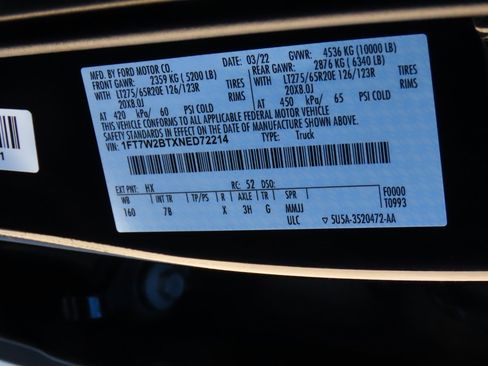 MFD. BY FORD MOTOR CO. DATE: 03/22 GVWR: 4536 KG (10000 LB)
FRONT GAWR: 2359 KG (5200 LB) REAR GAWR: 2876 KG (6340 LB)
WITH LT275/65R20E 126/123R TIRES WITH LT275/65R20E 126/123R TIRES
20X8.0J RIMS 20X8.0J RIMS
AT 420 kPa/ 60 PSI COLD AT 450 kPa/ 65 PSI COLD
THIS VEHICLE CONFORMS TO ALL APPLICABLE FEDERAL MOTOR VEHICLE
SAFETY STANDARDS IN EFFECT ON THE DATE OF MANUFACTURE SHOWN ABOVE.
VIN: 1FT7W2BTXNED72214 TYPE: Truck
EXT PNT: HX RC: 52 DSO:
WB INT TR TP/PS R AXLE TR SPR F0000
160 7B X 3H G MMJJ T0993
ULC 5U5A-3520472-AA
1